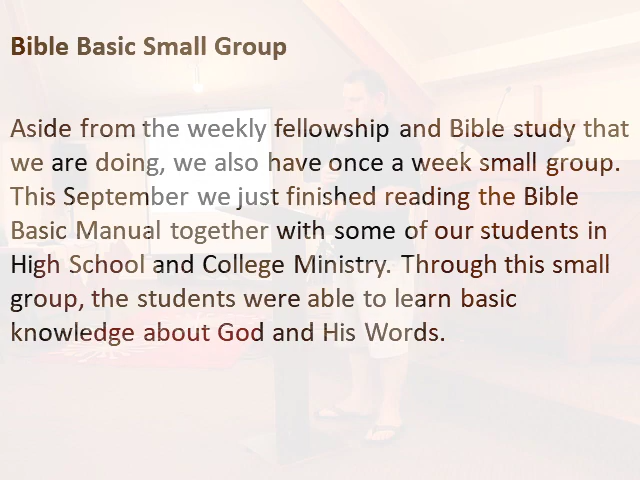 Bible Basic Small Group
Aside from the weekly fellowship and Bible study that
we are doing, we also have once a week small group.
This September we just finished reading the Bible
Basic Manual together with some of our students in
High School and College Ministry. Through this small
group, the students were able to learn basic
knowledge about God and His Words.